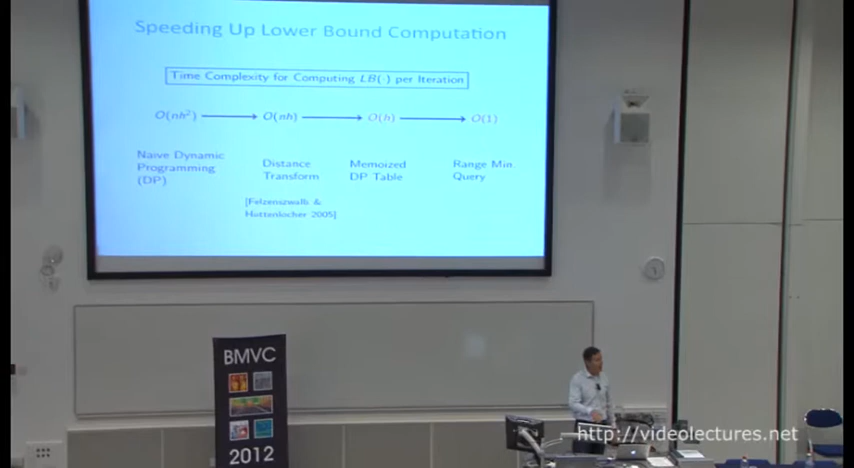 Speeding Up Lower Bound Computation
Time Complexity for Computing LB(·) per Iteration
O(nh²) → O(nh) → O(h) → O(1)
Naive Dynamic
Programming
(DP)
Distance
Transform
[Felzenszwalb &
Huttenlocher 2005]
Memoized
DP Table
Range Min.
Query
BMVC
2012
http://videolectures.net